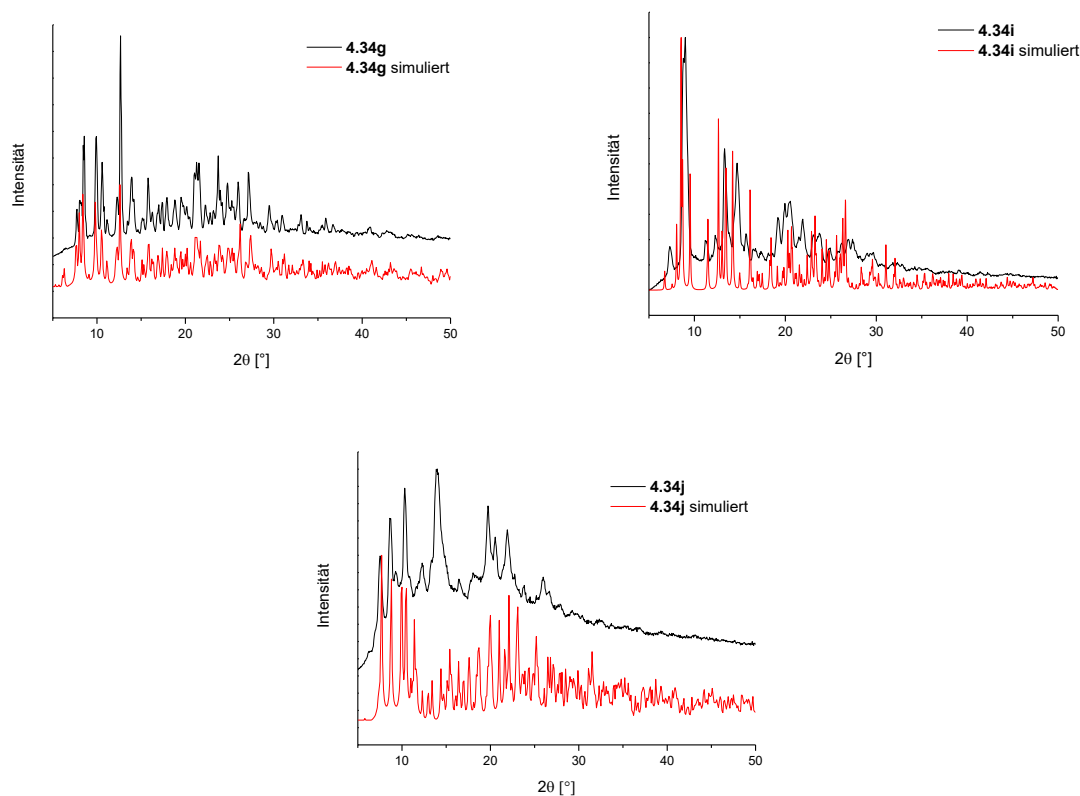 4.34g
4.34g simuliert
Intensität
10 20 30 40 50
2θ [°]
4.34i
4.34i simuliert
Intensität
10 20 30 40 50
2θ [°]
4.34j
4.34j simuliert
Intensität
10 20 30 40 50
2θ [°]